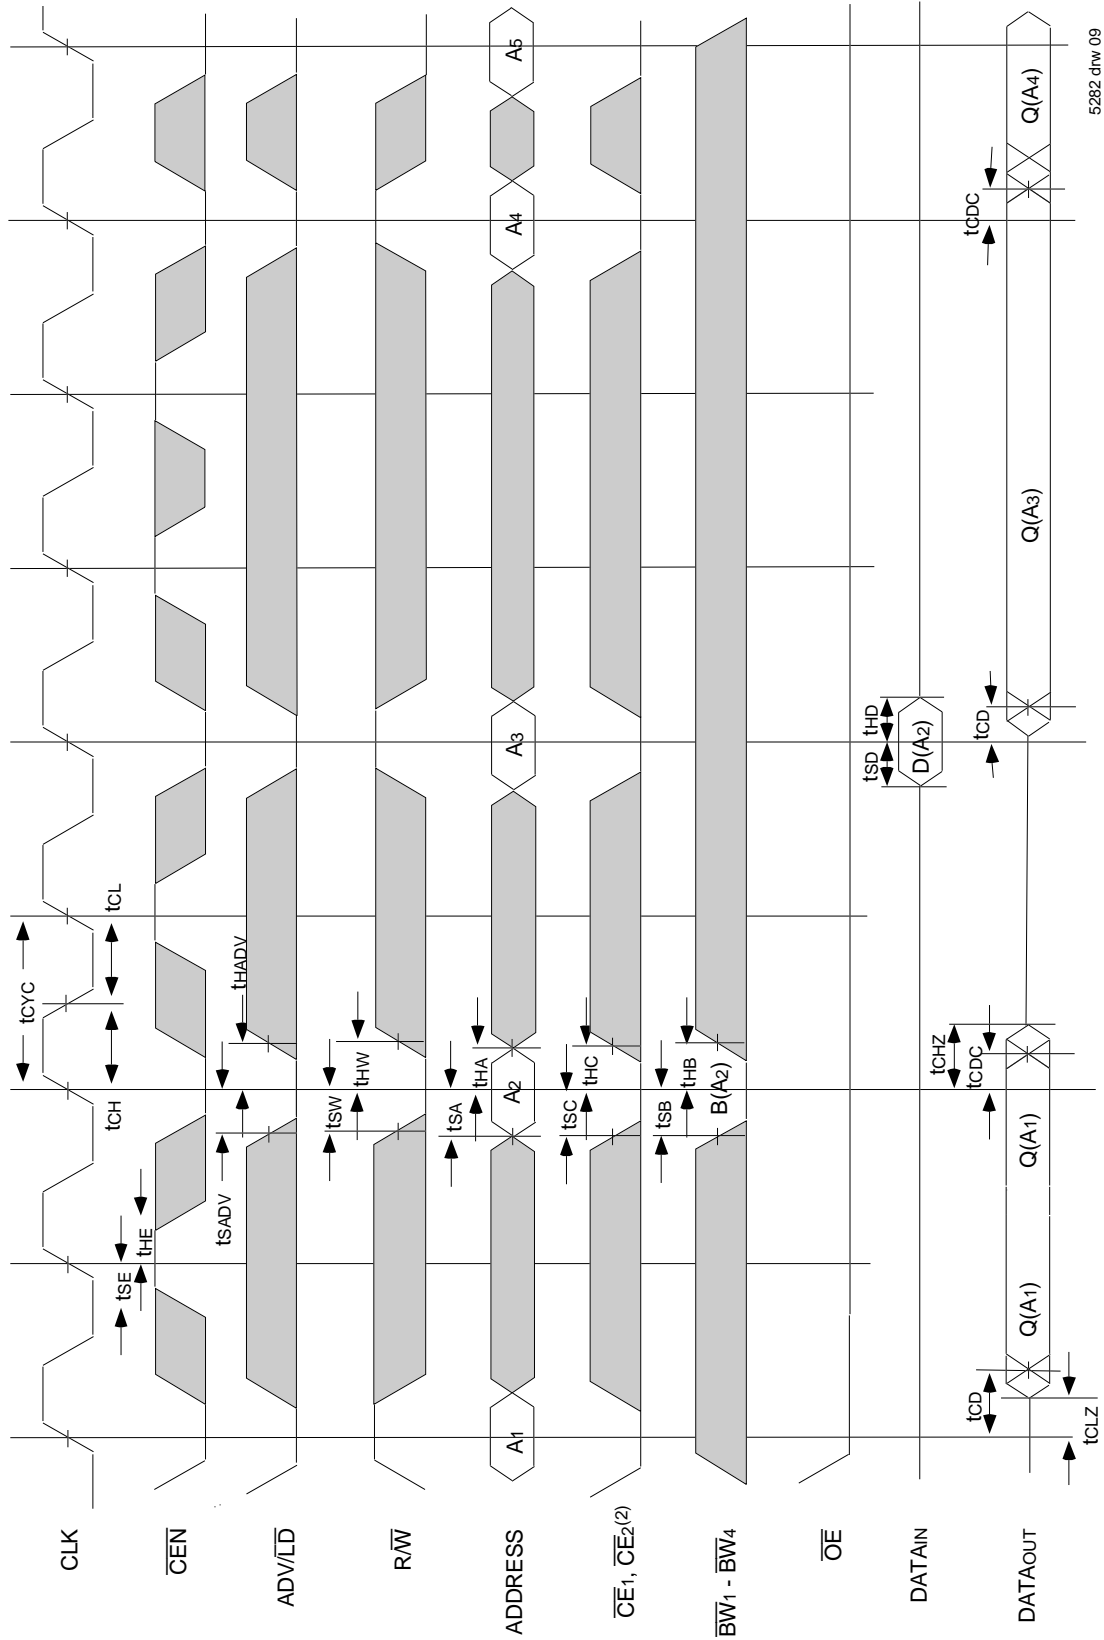 CLK
tCYC
tCH
tCL
CEN
tSE
tHE
ADV/LD
tSADV
tHADV
R/W
tSW
tHW
ADDRESS
A1
A2
A3
A4
A5
tSA
tHA
CE1, CE2(2)
tSC
tHC
BW1 - BW4
tSB
tHB
B(A2)
OE
DATAIN
tSD
tHD
D(A2)
DATAOUT
tCD
tCLZ
Q(A1)
Q(A1)
tCHZ
tCDC
tCD
Q(A3)
tCDC
Q(A4)
5282 drw 09